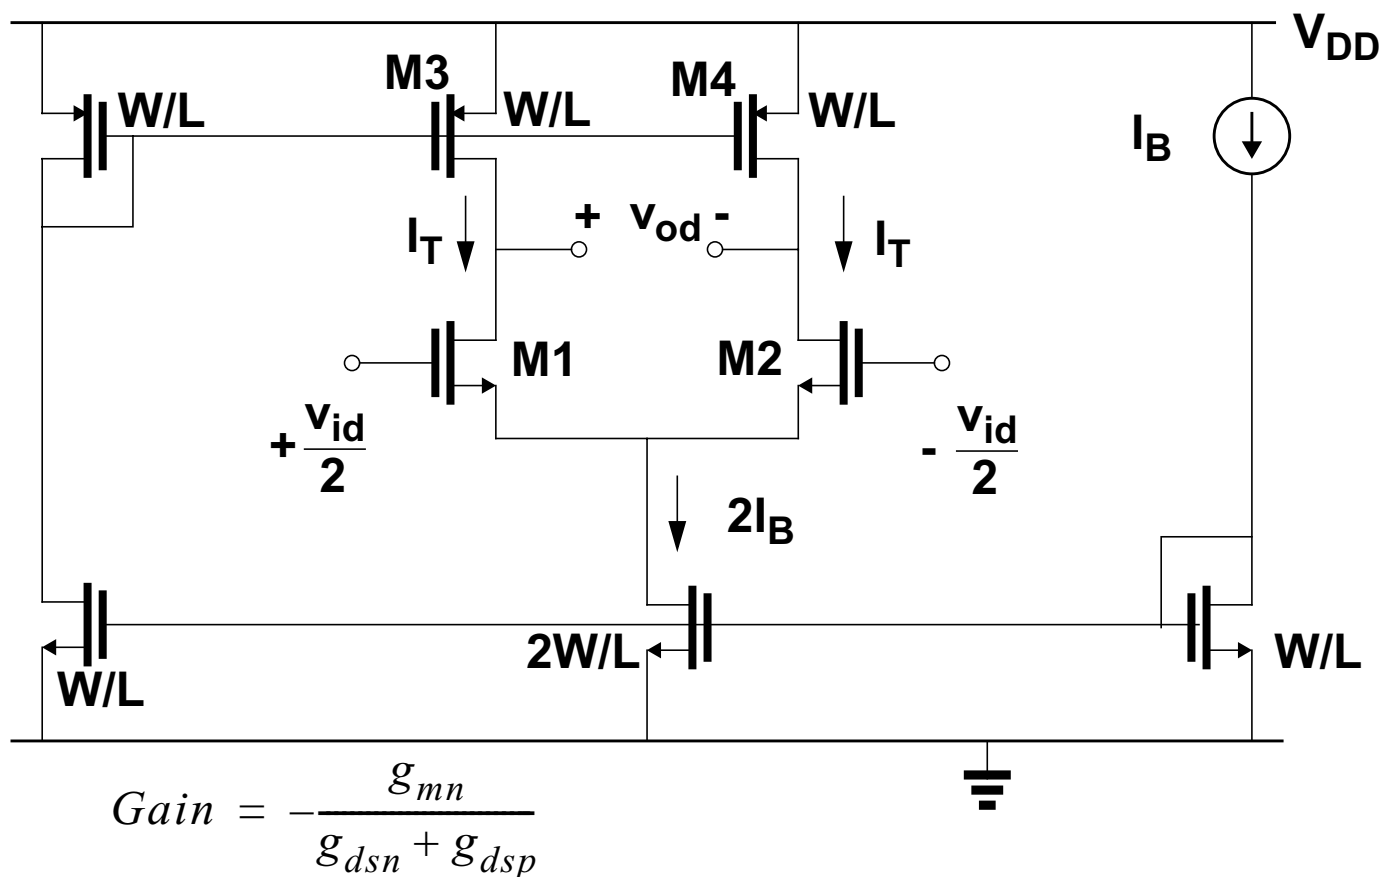 V_DD
M3
M4
W/L
W/L
W/L
I_B
+ v_od -
I_T
I_T
M1
M2
+ v_id/2
- v_id/2
2I_B
2W/L
W/L
W/L
Gain = - g_mn / (g_dsn + g_dsp)